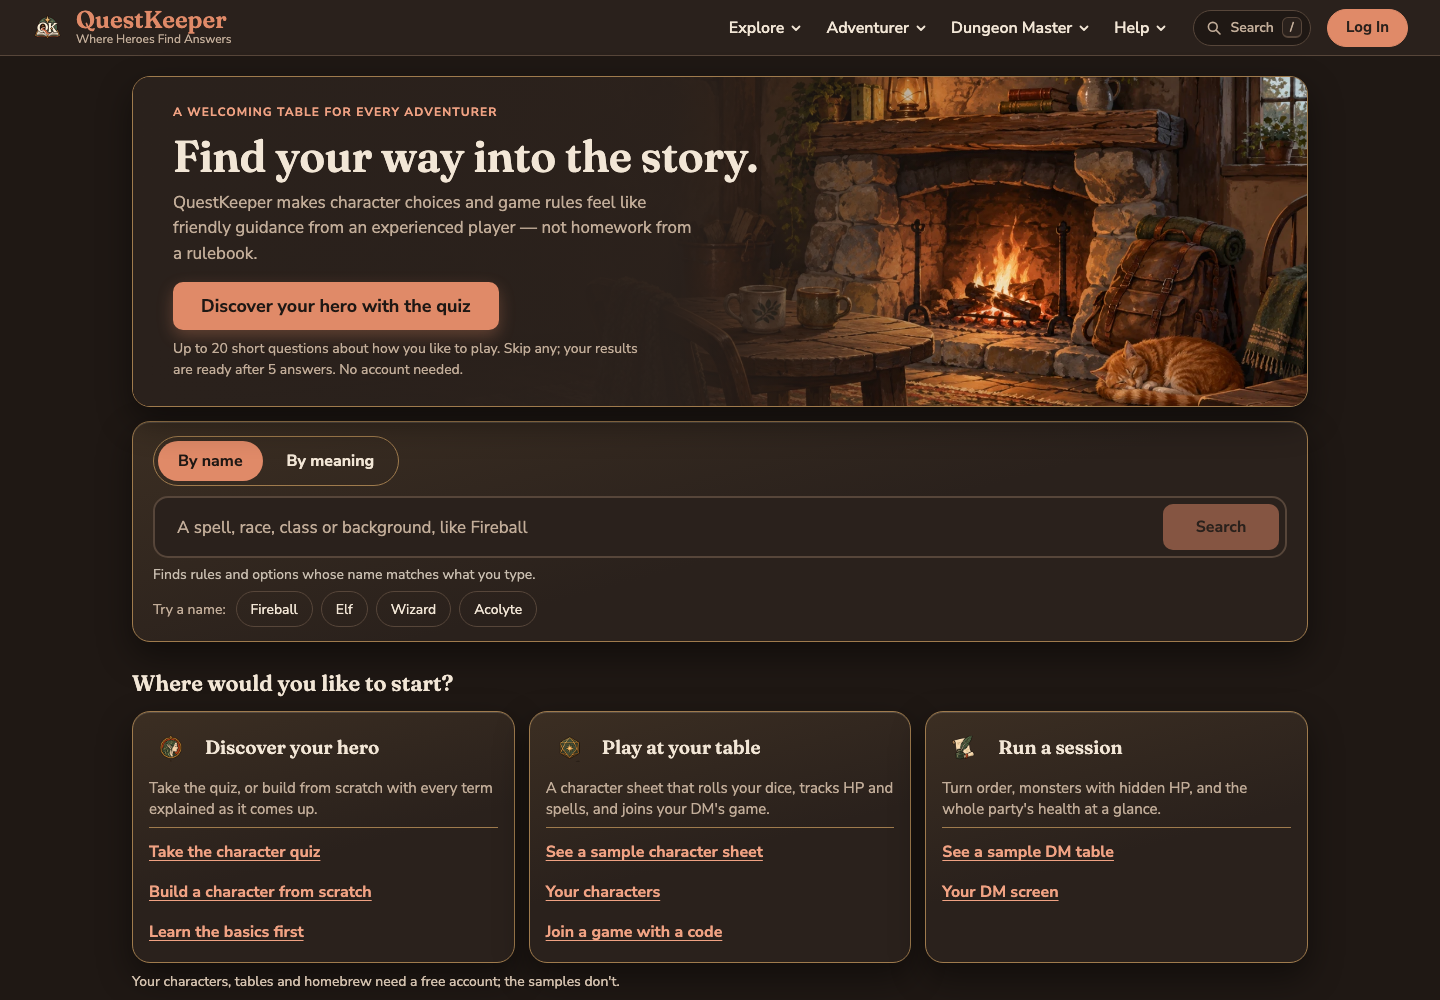 QK
QuestKeeper
Where Heroes Find Answers
Explore
Adventurer
Dungeon Master
Help
Search /
Log In
A WELCOMING TABLE FOR EVERY ADVENTURER
Find your way into the story.
QuestKeeper makes character choices and game rules feel like
friendly guidance from an experienced player — not homework from
a rulebook.
Discover your hero with the quiz
Up to 20 short questions about how you like to play. Skip any; your results
are ready after 5 answers. No account needed.
By name
By meaning
A spell, race, class or background, like Fireball
Search
Finds rules and options whose name matches what you type.
Try a name: Fireball Elf Wizard Acolyte
Where would you like to start?
Discover your hero
Take the quiz, or build from scratch with every term
explained as it comes up.
Take the character quiz
Build a character from scratch
Learn the basics first
Play at your table
A character sheet that rolls your dice, tracks HP and
spells, and joins your DM's game.
See a sample character sheet
Your characters
Join a game with a code
Run a session
Turn order, monsters with hidden HP, and the
whole party's health at a glance.
See a sample DM table
Your DM screen
Your characters, tables and homebrew need a free account; the samples don't.